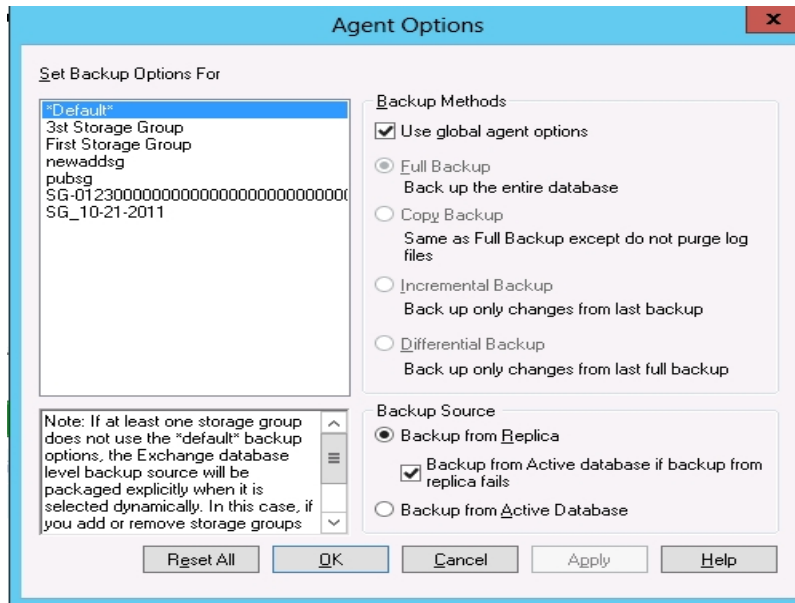 Agent Options
x
Set Backup Options For
*Default*
3st Storage Group
First Storage Group
newaddsg
pubsg
SG_10-21-2011
Note: If at least one storage group
does not use the *default* backup
options, the Exchange database
level backup source will be
packaged explicitly when it is
selected dynamically. In this case, if
you add or remove storage groups
Backup Methods
Use global agent options
Full Backup
Back up the entire database
Copy Backup
Same as Full Backup except do not purge log
files
Incremental Backup
Back up only changes from last backup
Differential Backup
Back up only changes from last full backup
Backup Source
Backup from Replica
Backup from Active database if backup from
replica fails
Backup from Active Database
Reset All
OK
Cancel
Apply
Help